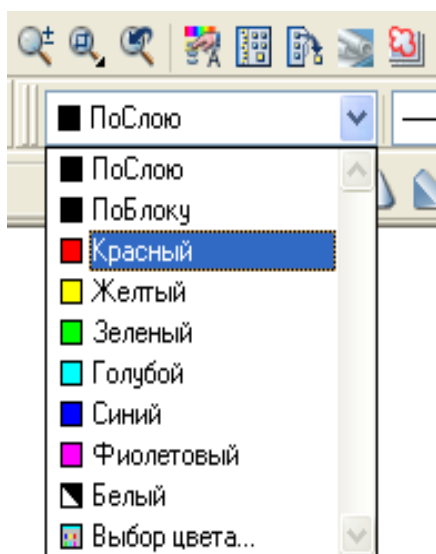 ПоСлою
ПоСлою
ПоБлоку
Красный
Желтый
Зеленый
Голубой
Синий
Фиолетовый
Белый
Выбор цвета...